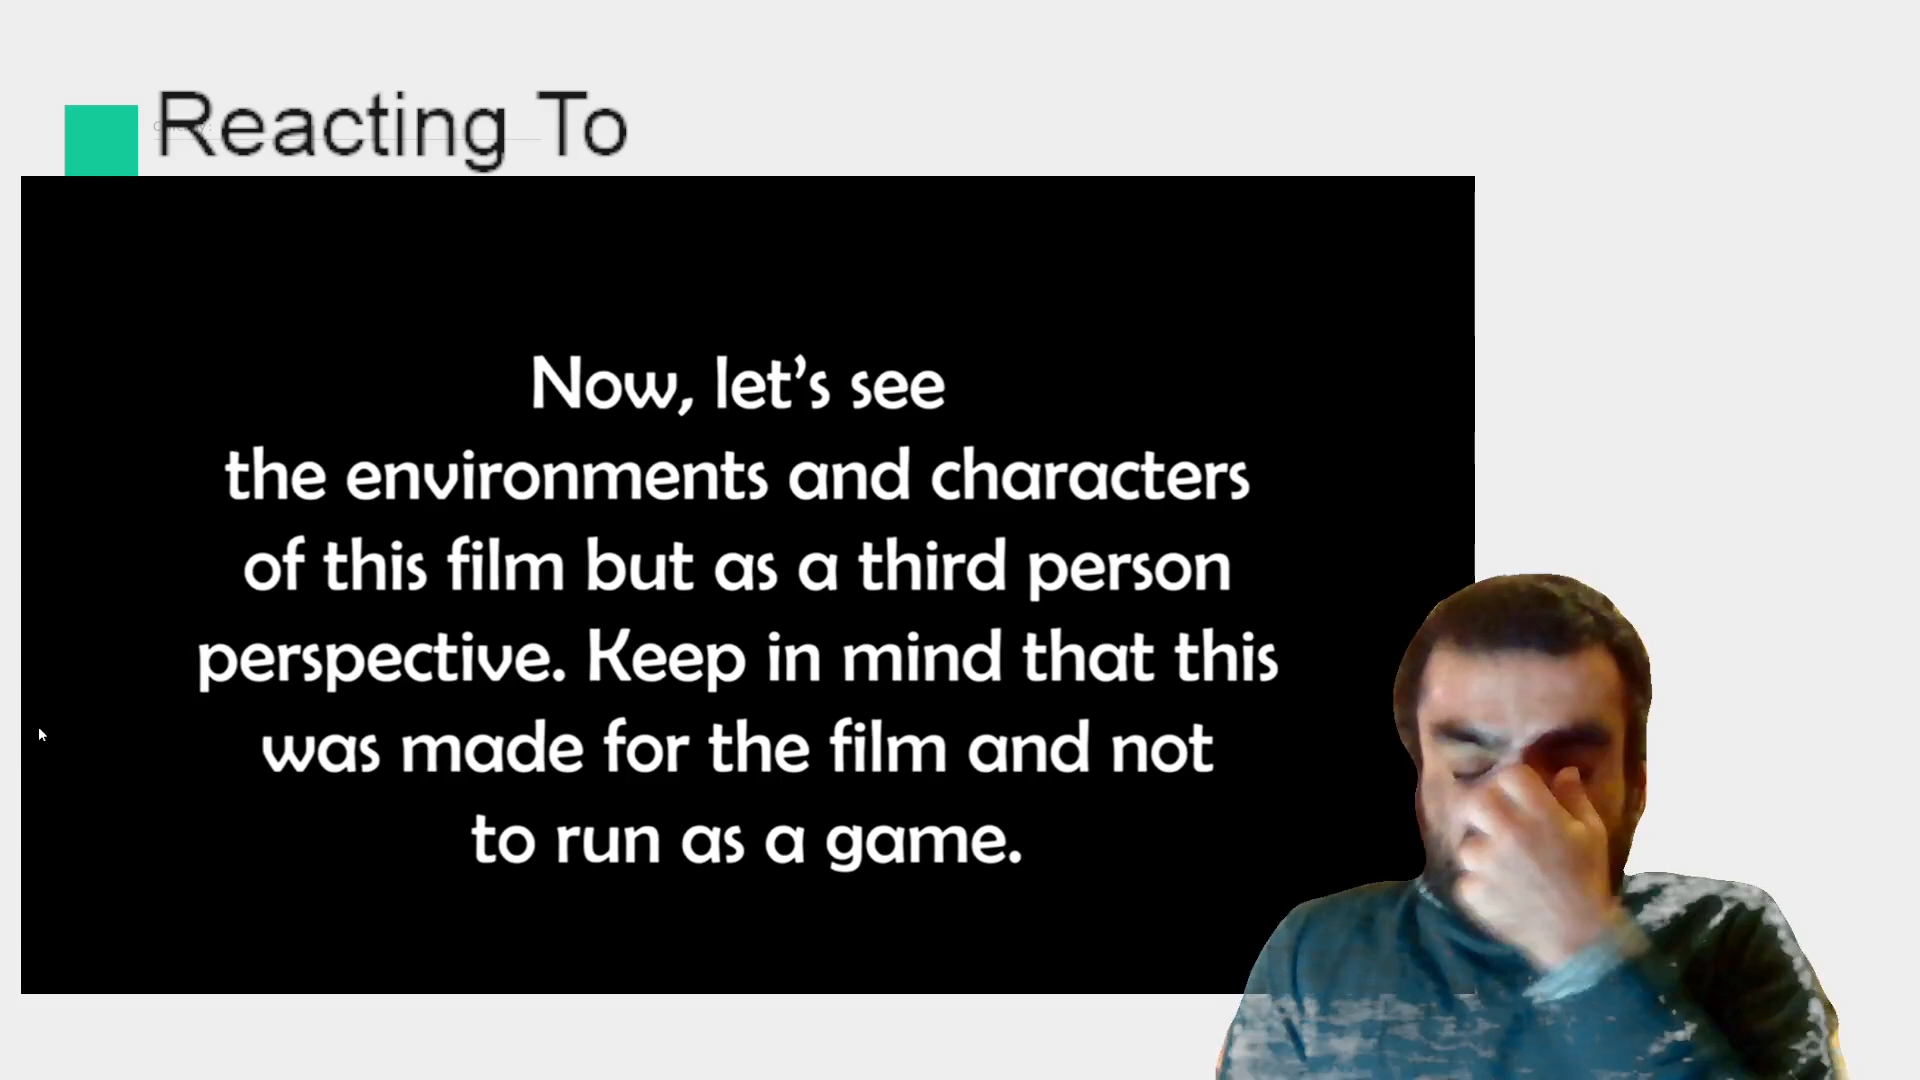 Reacting To
Now, let's see
the environments and characters
of this film but as a third person
perspective. Keep in mind that this
was made for the film and not
to run as a game.